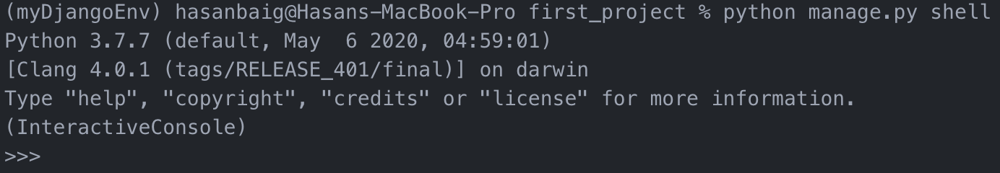 (myDjangoEnv) hasanbaig@Hasans-MacBook-Pro first_project % python manage.py shell
Python 3.7.7 (default, May  6 2020, 04:59:01)
[Clang 4.0.1 (tags/RELEASE_401/final)] on darwin
Type "help", "copyright", "credits" or "license" for more information.
(InteractiveConsole)
>>>